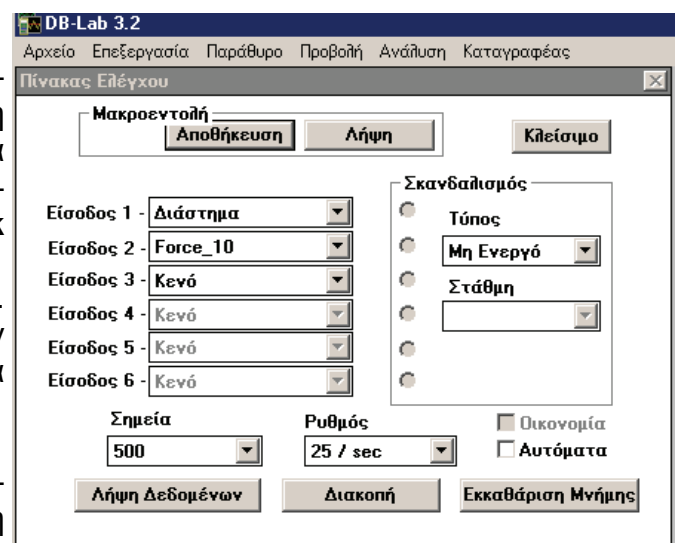 DB-Lab 3.2
Αρχείο Επεξεργασία Παράθυρο Προβολή Ανάλυση Καταγραφέας
Πίνακας Ελέγχου
Μακροεντολή
Αποθήκευση Λήψη Κλείσιμο
Σκανδαλισμός
Είσοδος 1 - Διάστημα
Τύπος
Είσοδος 2 - Force_10
Μη Ενεργό
Είσοδος 3 - Κενό
Στάθμη
Είσοδος 4 - Κενό
Είσοδος 5 - Κενό
Είσοδος 6 - Κενό
Σημεία Ρυθμός Οικονομία
500 25 / sec Αυτόματα
Λήψη Δεδομένων Διακοπή Εκκαθάριση Μνήμης